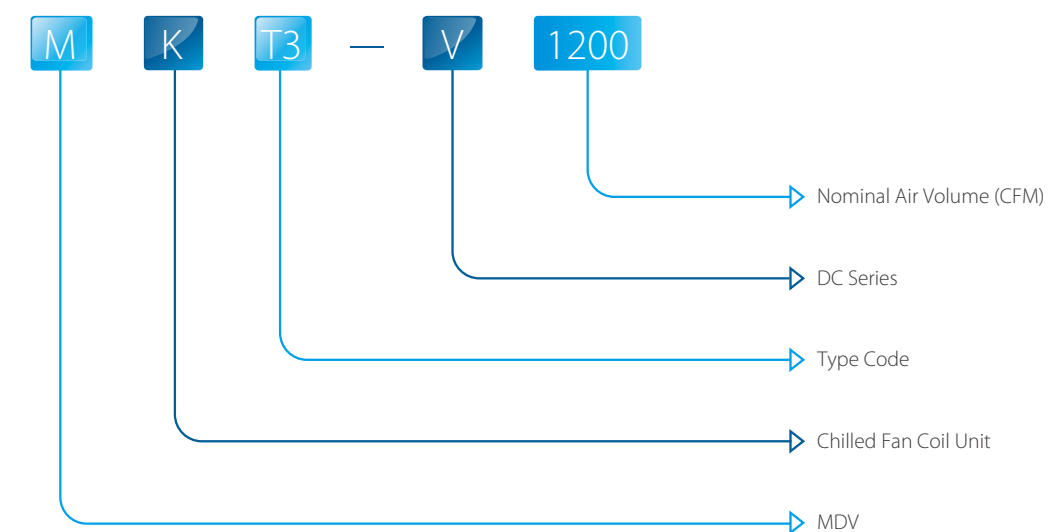 M K T3 — V 1200
Nominal Air Volume (CFM)
DC Series
Type Code
Chilled Fan Coil Unit
MDV